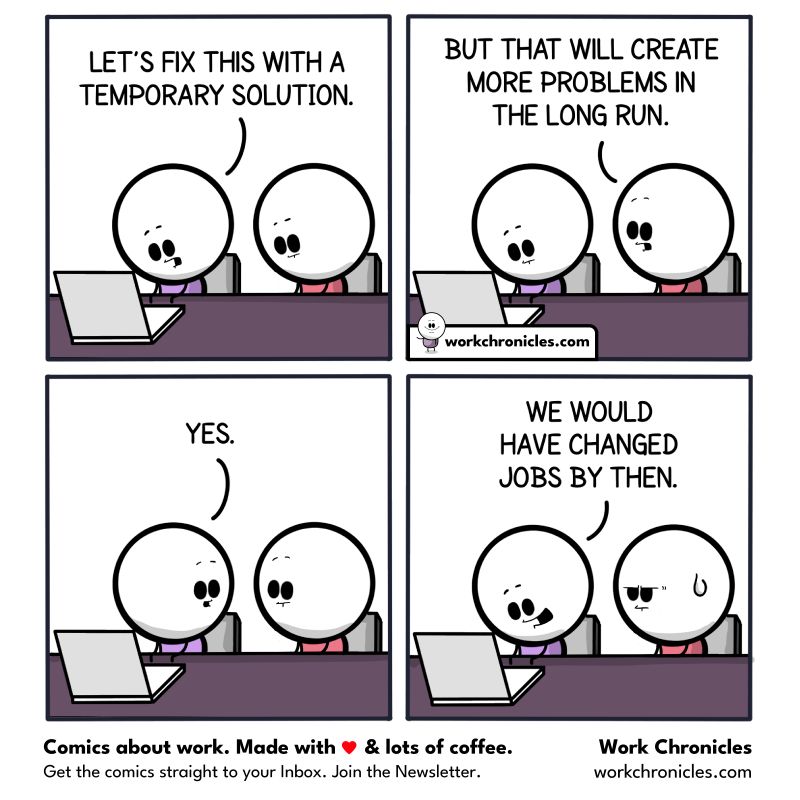 LET'S FIX THIS WITH A
TEMPORARY SOLUTION.
BUT THAT WILL CREATE
MORE PROBLEMS IN
THE LONG RUN.
workchronicles.com
YES.
WE WOULD
HAVE CHANGED
JOBS BY THEN.
Comics about work. Made with ♥ & lots of coffee.
Get the comics straight to your Inbox. Join the Newsletter.
Work Chronicles
workchronicles.com